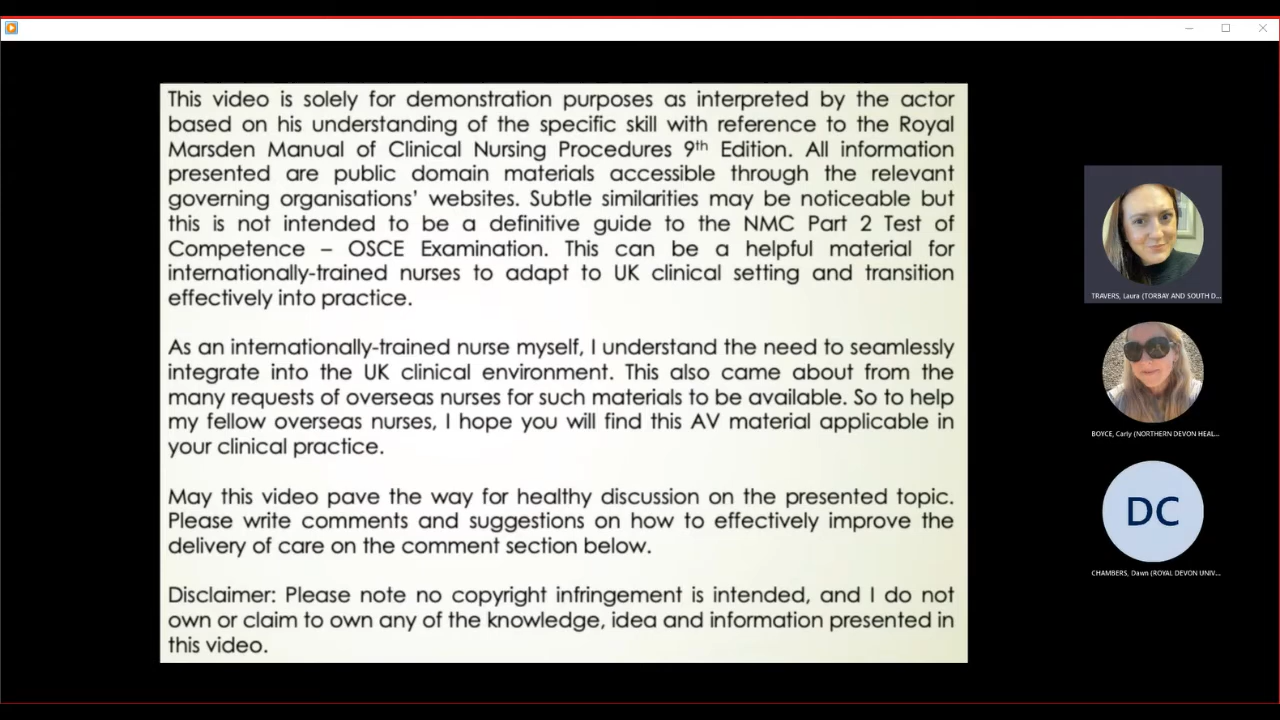 This video is solely for demonstration purposes as interpreted by the actor
based on his understanding of the specific skill with reference to the Royal
Marsden Manual of Clinical Nursing Procedures 9th Edition. All information
presented are public domain materials accessible through the relevant
governing organisations' websites. Subtle similarities may be noticeable but
this is not intended to be a definitive guide to the NMC Part 2 Test of
Competence – OSCE Examination. This can be a helpful material for
internationally-trained nurses to adapt to UK clinical setting and transition
effectively into practice.
As an internationally-trained nurse myself, I understand the need to seamlessly
integrate into the UK clinical environment. This also came about from the
many requests of overseas nurses for such materials to be available. So to help
my fellow overseas nurses, I hope you will find this AV material applicable in
your clinical practice.
May this video pave the way for healthy discussion on the presented topic.
Please write comments and suggestions on how to effectively improve the
delivery of care on the comment section below.
Disclaimer: Please note no copyright infringement is intended, and I do not
own or claim to own any of the knowledge, idea and information presented in
this video.
TRAVERS, Laura (TORBAY AND SOUTH D...
BOYCE, Carly (NORTHERN DEVON HEAL...
DC
CHAMBERS, Dawn (ROYAL DEVON UNIV...